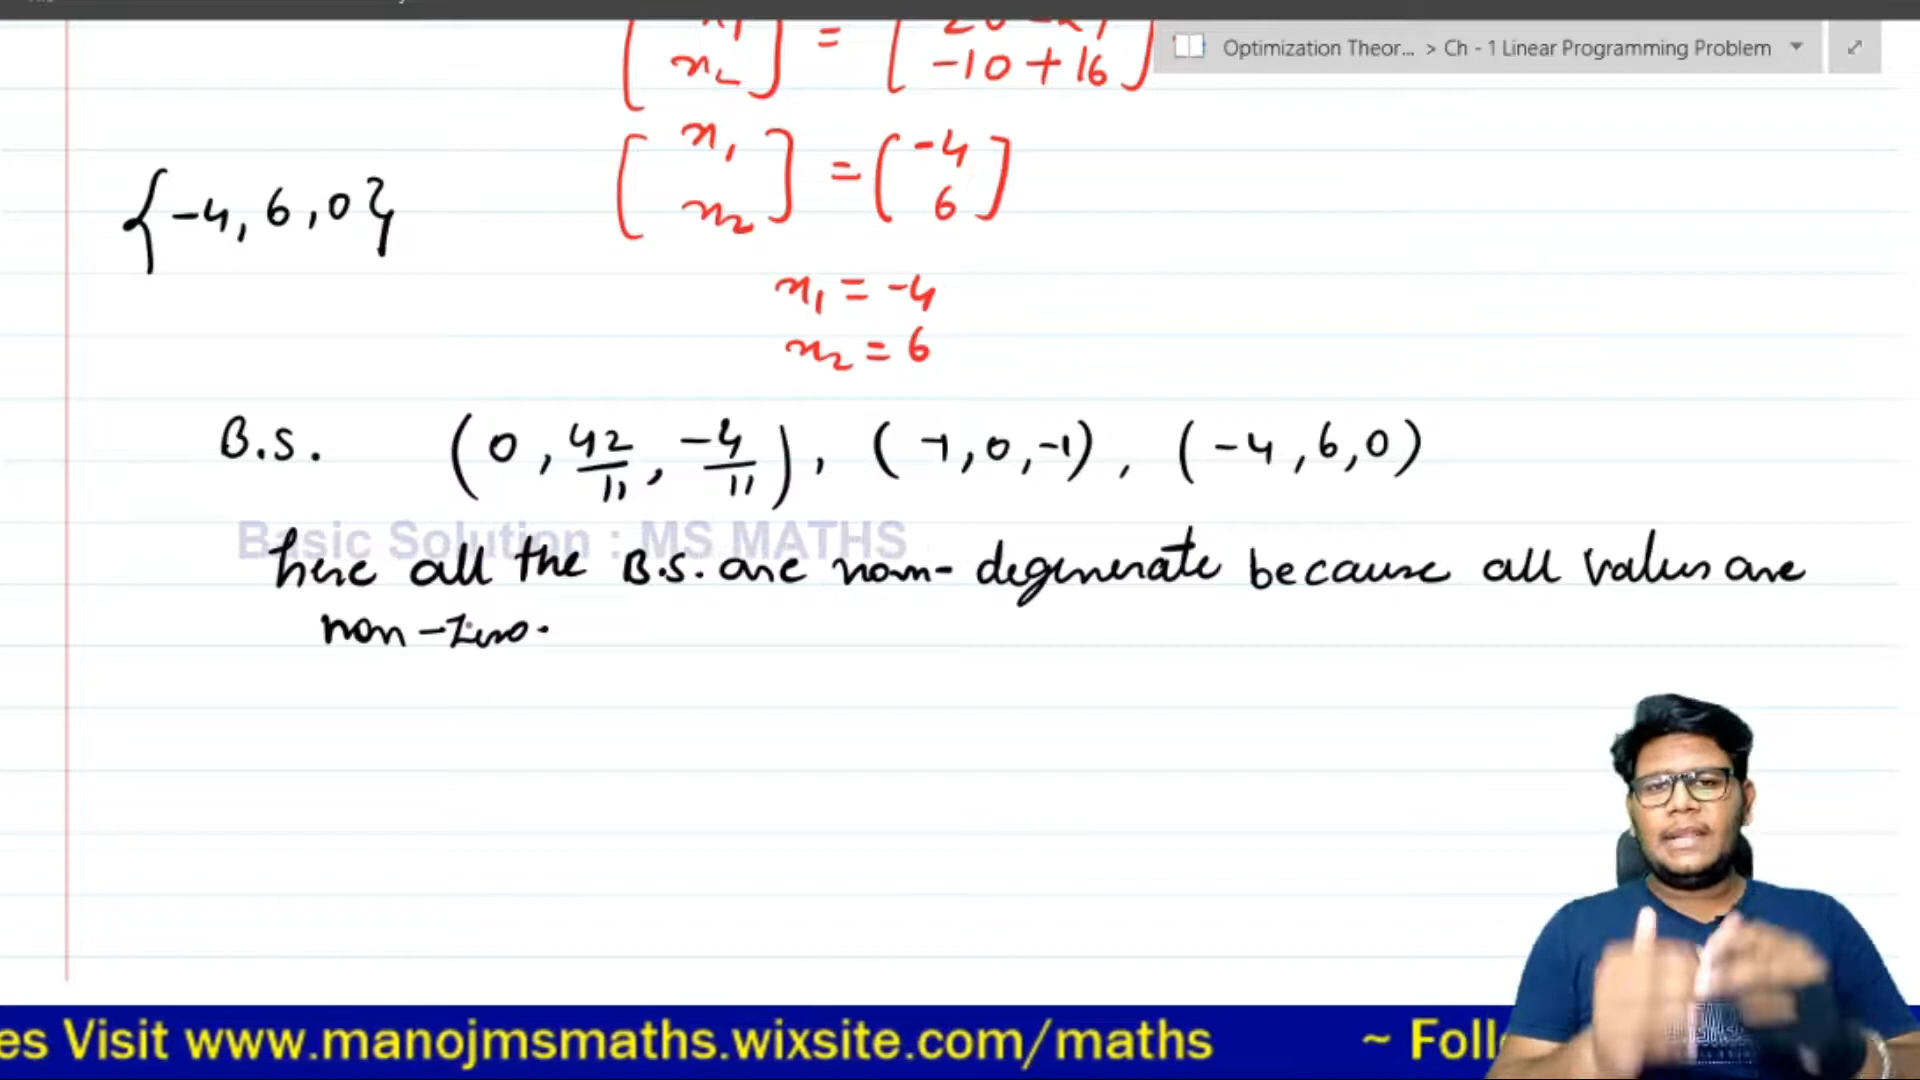 x2 ] = [ -10 + 16 ]
Optimization Theor... > Ch - 1 Linear Programming Problem
[ x1 x2 ] = [ -4 6 ]
{ -4, 6, 0 }
x1 = -4
x2 = 6
B.S. (0, 42/11, -4/11), (7, 0, -1), (-4, 6, 0)
Basic Solution : MS MATHS
here all the B.S. are non-degenerate because all values are
non-zero.
es Visit www.manojmsmaths.wixsite.com/maths ~ Foll